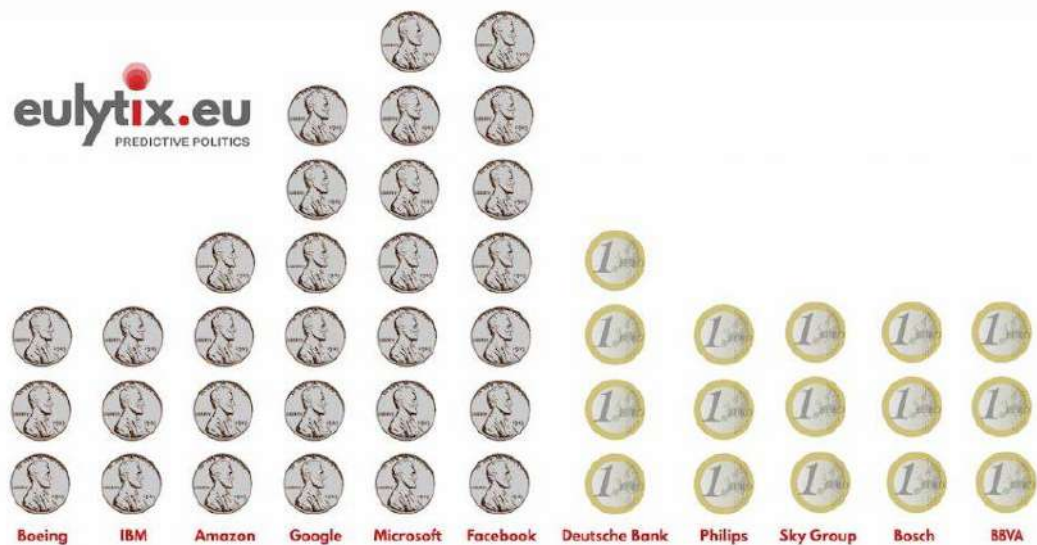 eulytix.eu
PREDICTIVE POLITICS
Boeing IBM Amazon Google Microsoft Facebook Deutsche Bank Philips Sky Group Bosch BBVA